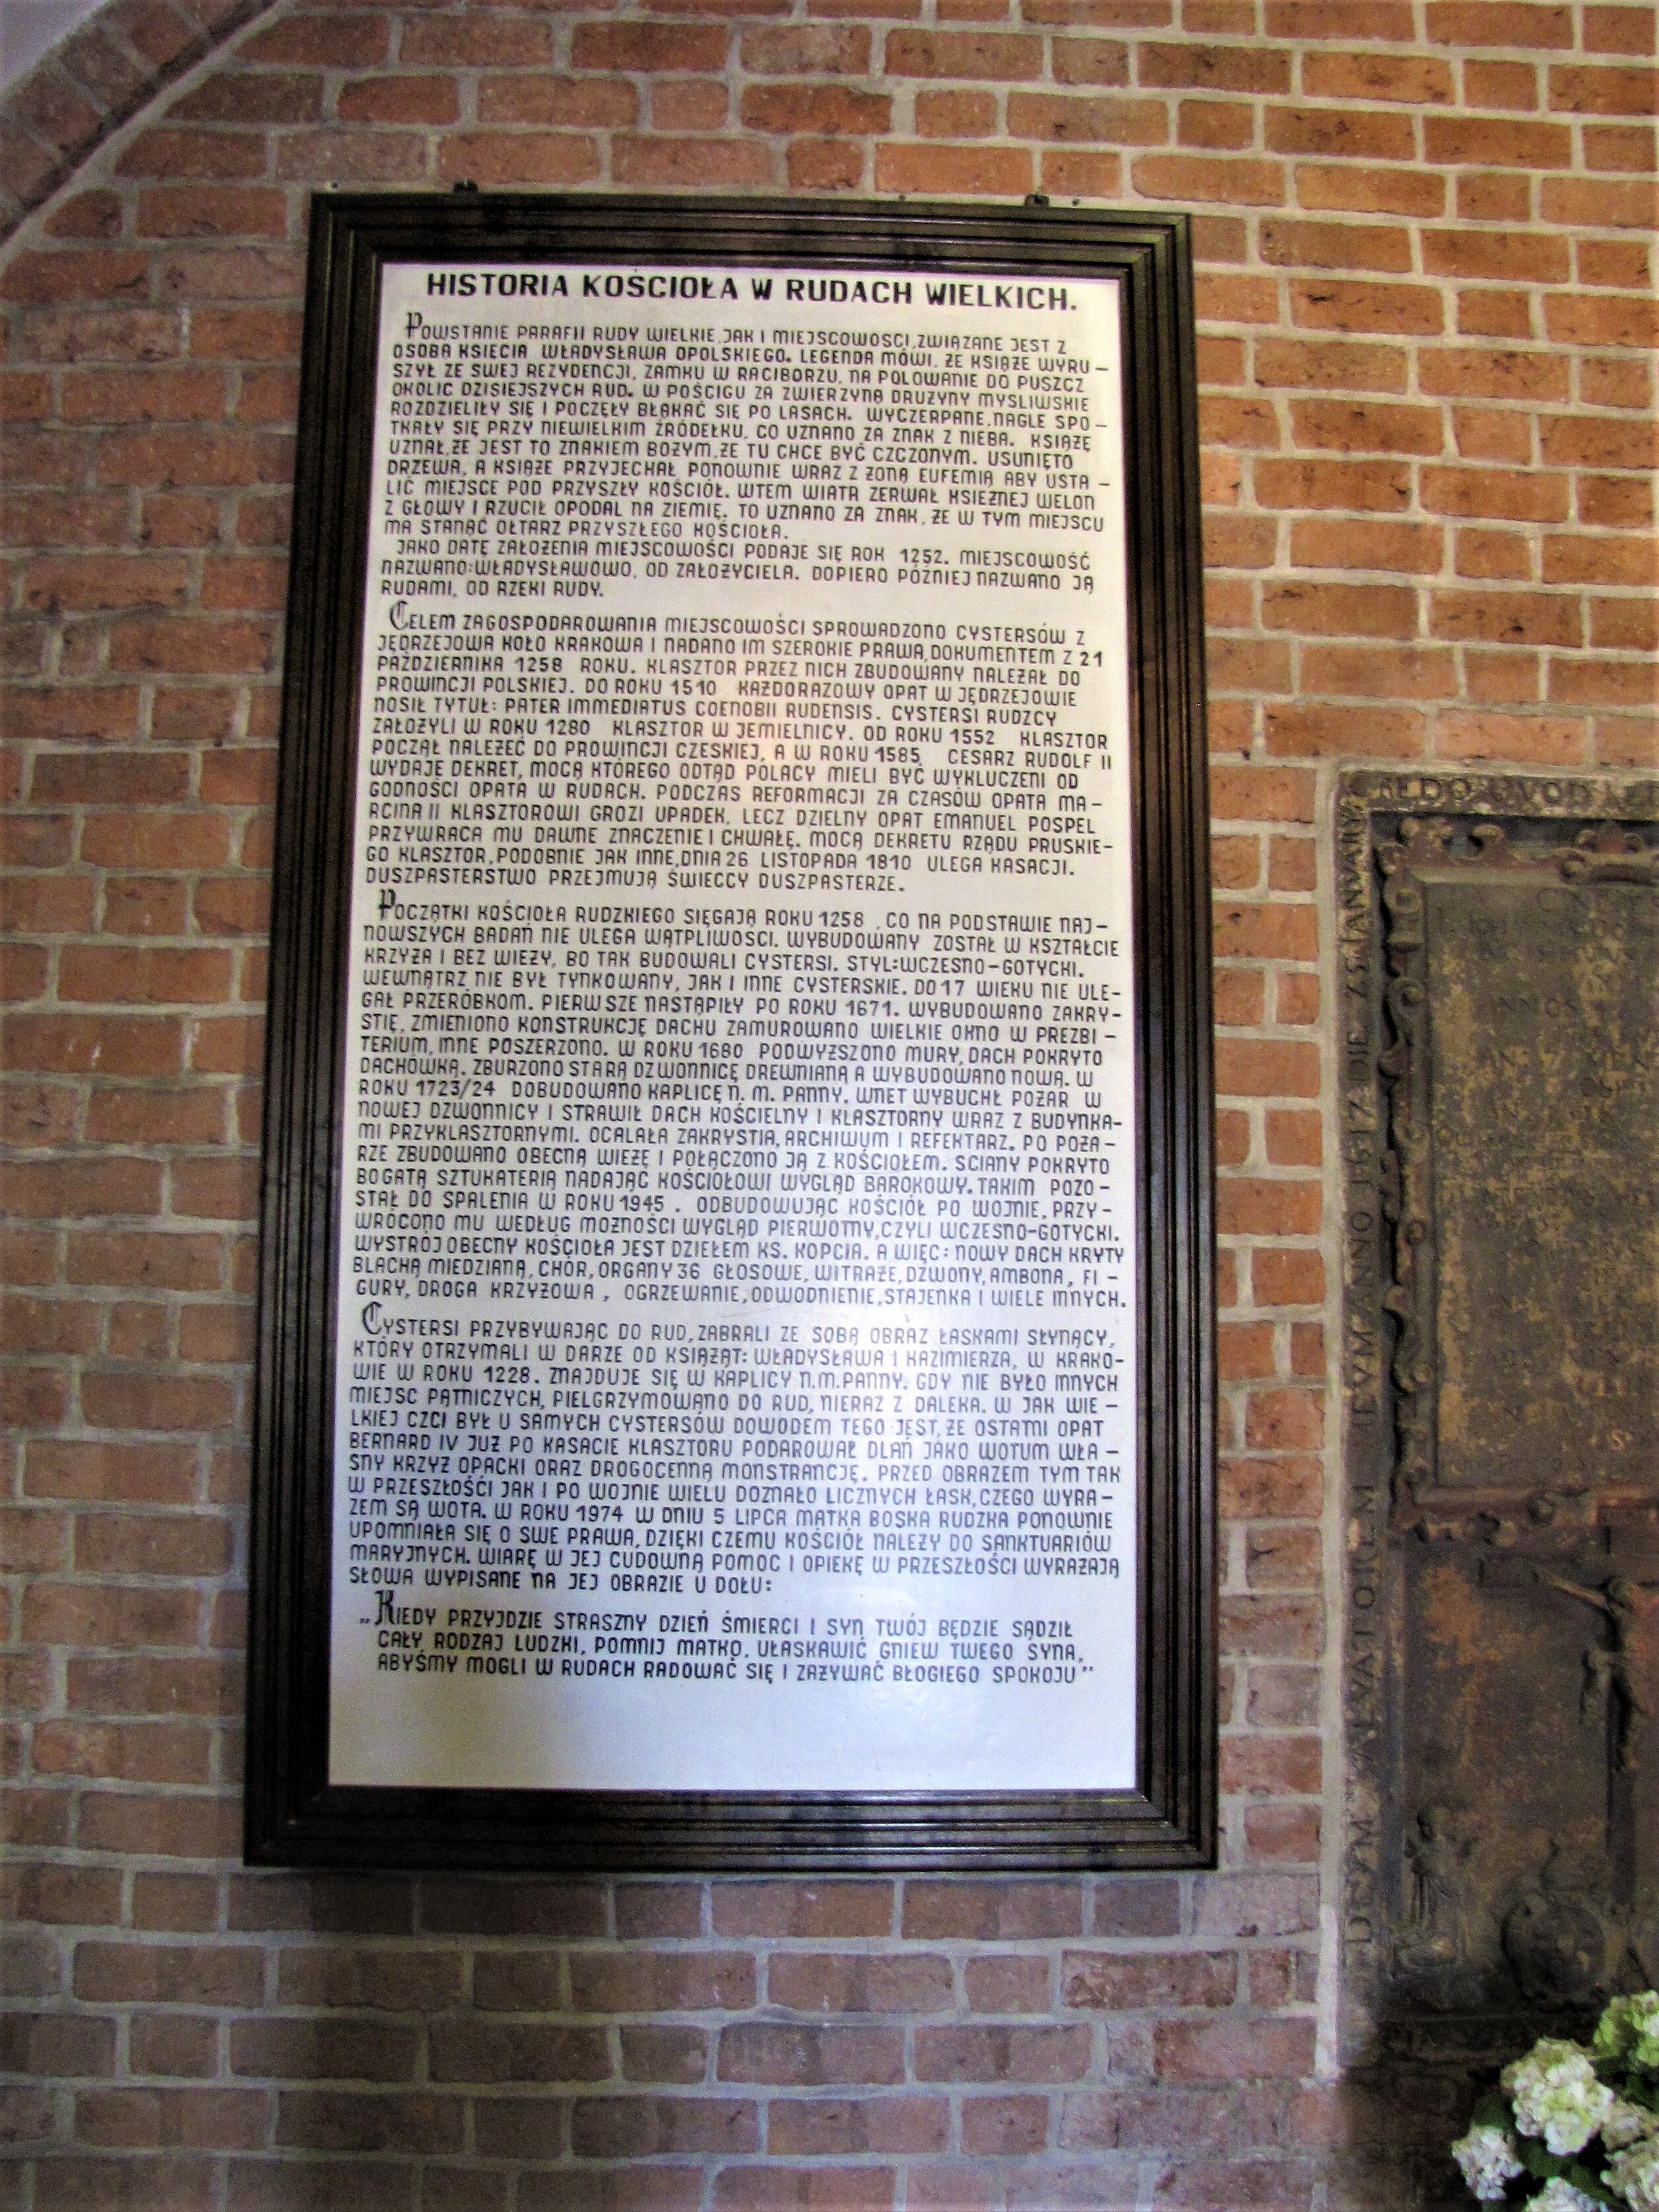 HISTORIA KOŚCIOŁA W RUDACH WIELKICH.
POWSTANIE PARAFII RUDY WIELKIE, JAK I MIEJSCOWOŚCI, ZWIĄZANE JEST Z
OSOBĄ KSIĘCIA WŁADYSŁAWA OPOLSKIEGO. LEGENDA MÓWI, ŻE KSIĄŻE WYRU–
SZYŁ ZE SWEJ REZYDENCJI, ZAMKU W RACIBORZU, NA POLOWANIE DO PUSZCZ
OKOLIC DZISIEJSZYCH RUD. W POŚCIGU ZA ZWIERZYNĄ DRUŻYNY MYŚLIWSKIE
ROZDZIELIŁY SIĘ I POCZĘŁY BŁĄKAĆ SIĘ PO LASACH. WYCZERPANE, NAGLE SPO–
TKAŁY SIĘ PRZY NIEWIELKIM ŹRÓDEŁKU, CO UZNANO ZA ZNAK Z NIEBA. KSIĄŻĘ
UZNAŁ, ŻE JEST TO ZNAKIEM BOŻYM, ŻE TU CHCE BYĆ CZCZONYM. USUNIĘTO
DRZEWA, A KSIĄŻE PRZYJECHAŁ PONOWNIE WRAZ Z ŻONĄ EUFEMIĄ ABY USTA–
LIĆ MIEJSCE POD PRZYSZŁY KOŚCIÓŁ. WTEM WIATR ZERWAŁ KSIĘŻNEJ WELON
Z GŁOWY I RZUCIŁ OPODAL NA ZIEMIĘ. TO UZNANO ZA ZNAK, ŻE W TYM MIEJSCU
MA STANĄĆ OŁTARZ PRZYSZŁEGO KOŚCIOŁA.
JAKO DATĘ ZAŁOŻENIA MIEJSCOWOŚCI PODAJE SIĘ ROK 1252. MIEJSCOWOŚĆ
NAZWANO: WŁADYSŁAWOWO, OD ZAŁOŻYCIELA. DOPIERO PÓŹNIEJ NAZWANO JĄ
RUDAMI, OD RZEKI RUDY.
CELEM ZAGOSPODAROWANIA MIEJSCOWOŚCI SPROWADZONO CYSTERSÓW Z
JĘDRZEJOWA KOŁO KRAKOWA I NADANO IM SZEROKIE PRAWA, DOKUMENTEM Z 21
PAŹDZIERNIKA 1258 ROKU. KLASZTOR PRZEZ NICH ZBUDOWANY NALEŻAŁ DO
PROWINCJI POLSKIEJ. DO ROKU 1510 KAŻDORAZOWY OPAT W JĘDRZEJOWIE
NOSIŁ TYTUŁ: PATER IMMEDIATUS COENOBII RUDENSIS. CYSTERSI RUDZCY
ZAŁOŻYLI W ROKU 1280 KLASZTOR W JEMIELNICY. OD ROKU 1552 KLASZTOR
POCZĄŁ NALEŻEĆ DO PROWINCJI CZESKIEJ, A W ROKU 1585 CESARZ RUDOLF II
WYDAJE DEKRET, MOCĄ KTÓREGO ODTĄD POLACY MIELI BYĆ WYKLUCZENI OD
GODNOŚCI OPATA W RUDACH. PODCZAS REFORMACJI ZA CZASÓW OPATA MA–
RCINA II KLASZTOROWI GROZI UPADEK, LECZ DZIELNY OPAT EMANUEL POSPEL
PRZYWRACA MU DAWNE ZNACZENIE I CHWAŁĘ. MOCĄ DEKRETU RZĄDU PRUSKIE–
GO KLASZTOR, PODOBNIE JAK INNE, DNIA 26 LISTOPADA 1810 ULEGA KASACJI.
DUSZPASTERSTWO PRZEJMUJĄ ŚWIECCY DUSZPASTERZE.
POCZĄTKI KOŚCIOŁA RUDZKIEGO SIĘGAJĄ ROKU 1258, CO NA PODSTAWIE NAJ–
NOWSZYCH BADAŃ NIE ULEGA WĄTPLIWOŚCI. WYBUDOWANY ZOSTAŁ W KSZTAŁCIE
KRZYŻA I BEZ WIEŻY, BO TAK BUDOWALI CYSTERSI. STYL: WCZESNO–GOTYCKI.
WEWNĄTRZ NIE BYŁ TYNKOWANY, JAK I INNE CYSTERSKIE. DO 17 WIEKU NIE ULE–
GAŁ PRZERÓBKOM. PIERWSZE NASTĄPIŁY PO ROKU 1671. WYBUDOWANO ZAKRY–
STIĘ, ZMIENIONO KONSTRUKCJĘ DACHU ZAMUROWANO WIELKIE OKNO W PREZBI–
TERIUM, INNE POSZERZONO. W ROKU 1680 PODWYŻSZONO MURY, DACH POKRYTO
DACHÓWKĄ. ZBURZONO STARĄ DZWONNICĘ DREWNIANĄ A WYBUDOWANO NOWĄ. W
ROKU 1723/24 DOBUDOWANO KAPLICĘ N. M. PANNY. WNET WYBUCHŁ POŻAR W
NOWEJ DZWONNICY I STRAWIŁ DACH KOŚCIELNY I KLASZTORNY WRAZ Z BUDYNKA–
MI PRZYKLASZTORNYMI. OCALAŁA ZAKRYSTIA, ARCHIWUM I REFEKTARZ. PO POŻA–
RZE ZBUDOWANO OBECNĄ WIEŻĘ I POŁĄCZONO JĄ Z KOŚCIOŁEM. ŚCIANY POKRYTO
BOGATĄ SZTUKATERIĄ NADAJĄC KOŚCIOŁOWI WYGLĄD BAROKOWY. TAKIM POZO–
STAŁ DO SPALENIA W ROKU 1945. ODBUDOWUJĄC KOŚCIÓŁ PO WOJNIE, PRZY–
WRÓCONO MU WEDŁUG MOŻNOŚCI WYGLĄD PIERWOTNY, CZYLI WCZESNO–GOTYCKI.
WYSTRÓJ OBECNY KOŚCIOŁA JEST DZIEŁEM KS. KOPCIA. A WIĘC: NOWY DACH KRYTY
BLACHĄ MIEDZIANĄ, CHÓR, ORGANY 36 GŁOSOWE, WITRAŻE, DZWONY, AMBONA, FI–
GURY, DROGA KRZYŻOWA, OGRZEWANIE, ODWODNIENIE, STAJENKA I WIELE INNYCH.
CYSTERSI PRZYBYWAJĄC DO RUD, ZABRALI ZE SOBĄ OBRAZ ŁASKAMI SŁYNĄCY,
KTÓRY OTRZYMALI W DARZE OD KSIĄŻĄT: WŁADYSŁAWA I KAZIMIERZA, W KRAKO–
WIE W ROKU 1228. ZNAJDUJE SIĘ W KAPLICY N.M. PANNY. GDY NIE BYŁO INNYCH
MIEJSC PĄTNICZYCH, PIELGRZYMOWANO DO RUD, NIERAZ Z DALEKA. W JAK WIE–
LKIEJ CZCI BYŁ U SAMYCH CYSTERSÓW DOWODEM TEGO JEST, ŻE OSTATNI OPAT
BERNARD IV JUŻ PO KASACIE KLASZTORU PODAROWAŁ DLAŃ JAKO WOTUM WŁA–
SNY KRZYŻ OPACKI ORAZ DROGOCENNĄ MONSTRANCJĘ. PRZED OBRAZEM TYM TAK
W PRZESZŁOŚĆI JAK I PO WOJNIE WIELU DOZNAŁO LICZNYCH ŁASK, CZEGO WYRA–
ZEM SĄ WOTA. W ROKU 1974 W DNIU 5 LIPCA MATKA BOSKA RUDZKA PONOWNIE
UPOMNIAŁA SIĘ O SWE PRAWA, DZIĘKI CZEMU KOŚCIÓŁ NALEŻY DO SANKTUARIÓW
MARYJNYCH. WIARĘ W JEJ CUDOWNĄ POMOC I OPIEKĘ W PRZESZŁOŚCI WYRAŻAJĄ
SŁOWA WYPISANE NA JEJ OBRAZIE U DOŁU:
„KIEDY PRZYJDZIE STRASZNY DZIEŃ ŚMIERCI I SYN TWÓJ BĘDZIE SĄDZIŁ
CAŁY RODZAJ LUDZKI, POMNIJ MATKO, UŁASKAWIĆ GNIEW TWEGO SYNA,
ABYŚMY MOGLI W RUDACH RADOWAĆ SIĘ I ZAŻYWAĆ BŁOGIEGO SPOKOJU”
ANNO 1617 DIE